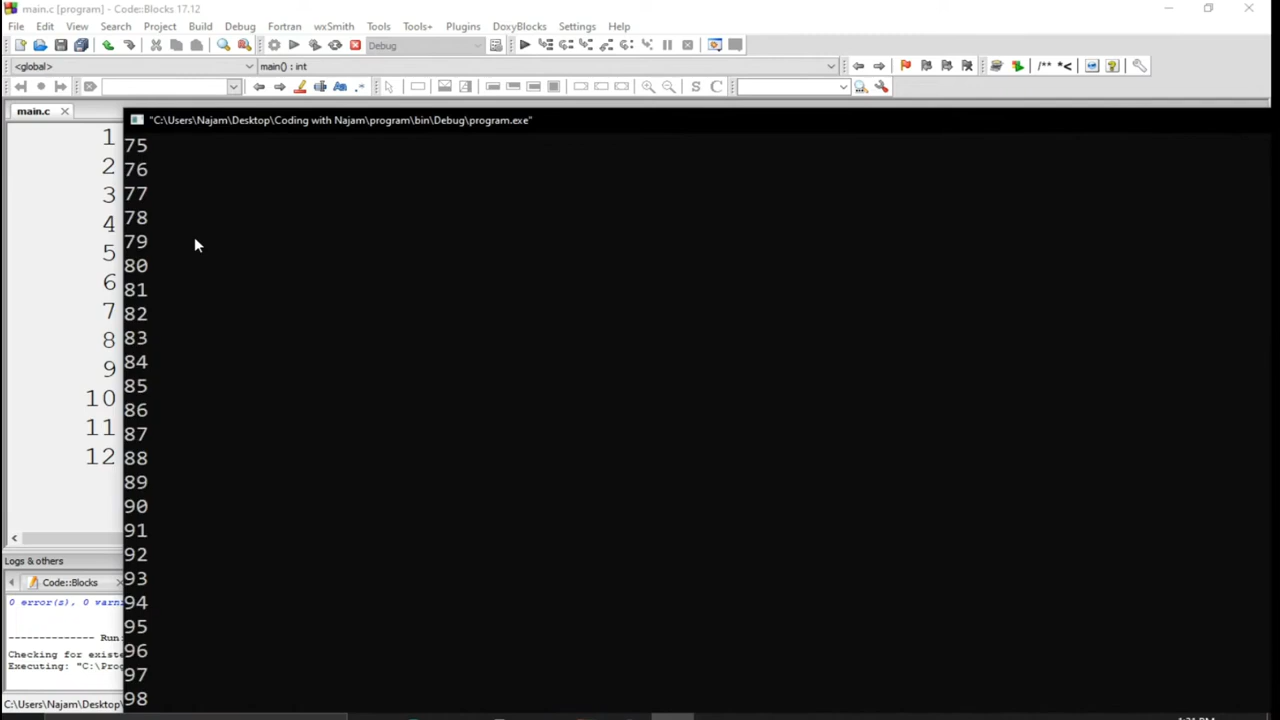 main.c [program] - Code::Blocks 17.12
File Edit View Search Project Build Debug Fortran wxSmith Tools Tools+ Plugins DoxyBlocks Settings Help
Debug
<global> main() : int
/** *<
Aa .*
S C
main.c
"C:\Users\Najam\Desktop\Coding with Najam\program\bin\Debug\program.exe"
1
2
3
4
5
6
7
8
9
10
11
12
75
76
77
78
79
80
81
82
83
84
85
86
87
88
89
90
91
92
93
94
95
96
97
98
Logs & others
Code::Blocks
0 error(s), 0 warni
-------------- Run:
Checking for existe
Executing: "C:\Prog
C:\Users\Najam\Desktop\